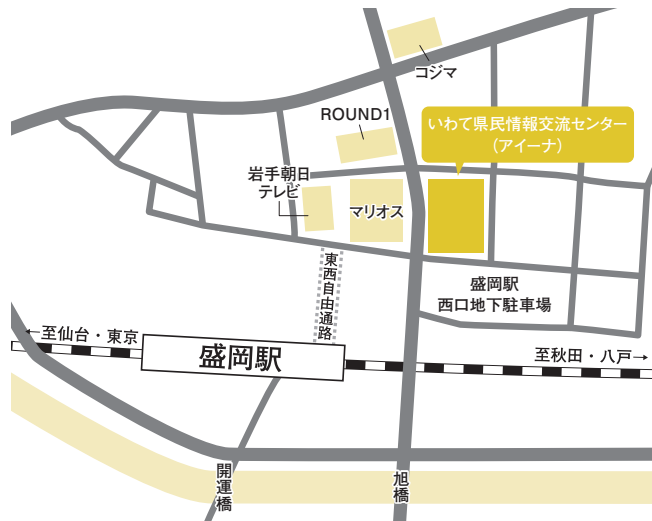 コジマ
ROUND1
いわて県民情報交流センター
(アイーナ)
岩手朝日
テレビ
マリオス
東西自由通路
盛岡駅
西口地下駐車場
←至仙台・東京
盛岡駅
至秋田・八戸→
開運橋
旭橋